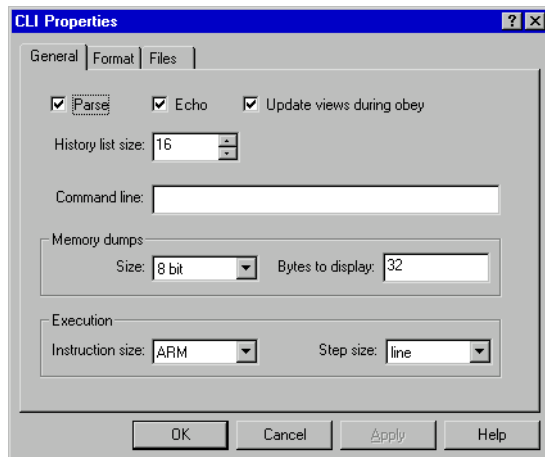 CLI Properties
General Format Files
Parse Echo Update views during obey
History list size: 16
Command line:
Memory dumps
Size: 8 bit Bytes to display: 32
Execution
Instruction size: ARM Step size: line
OK Cancel Apply Help